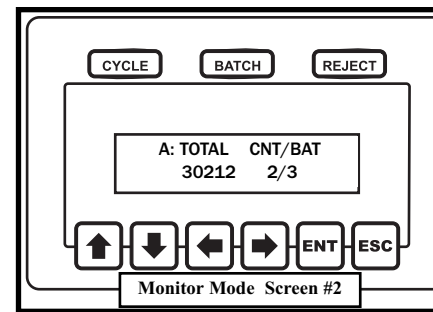 CYCLE BATCH REJECT
A: TOTAL CNT/BAT
30212 2/3
ENT ESC
Monitor Mode Screen #2